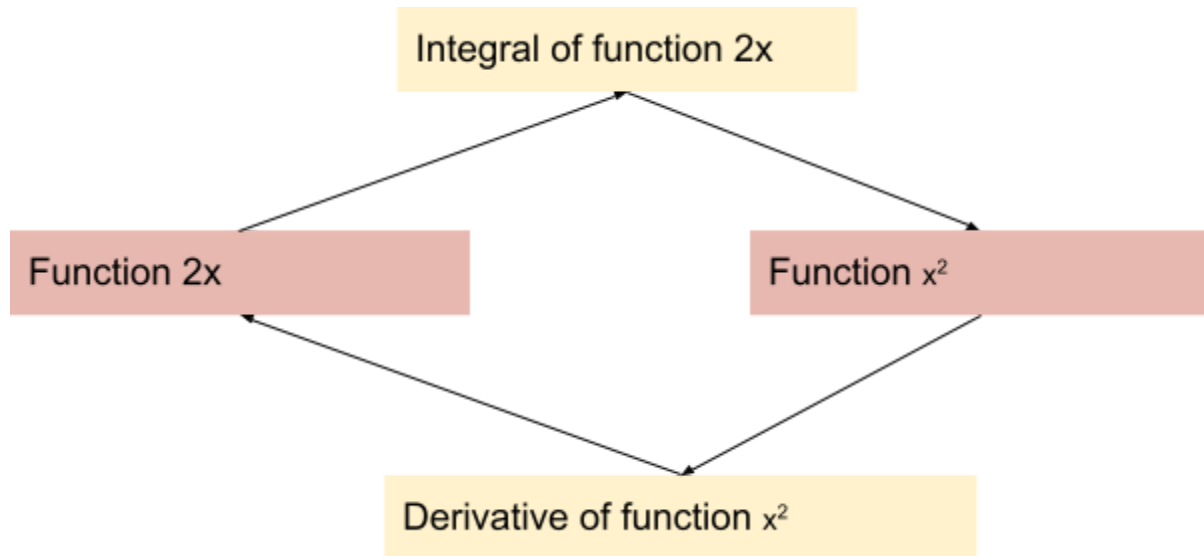 Integral of function 2x
Function 2x
Function x²
Derivative of function x²